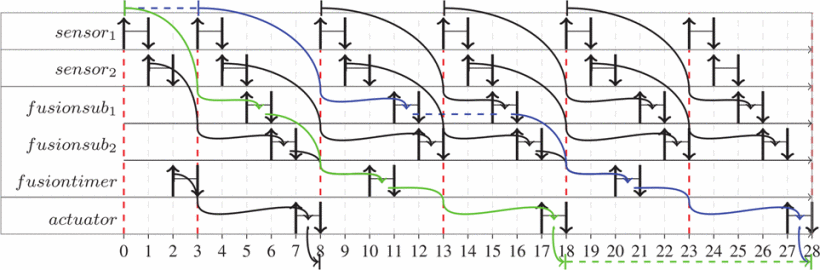 sensor1
sensor2
fusionsub1
fusionsub2
fusiontimer
actuator
0 1 2 3 4 5 6 7 8 9 10 11 12 13 14 15 16 17 18 19 20 21 22 23 24 25 26 27 28